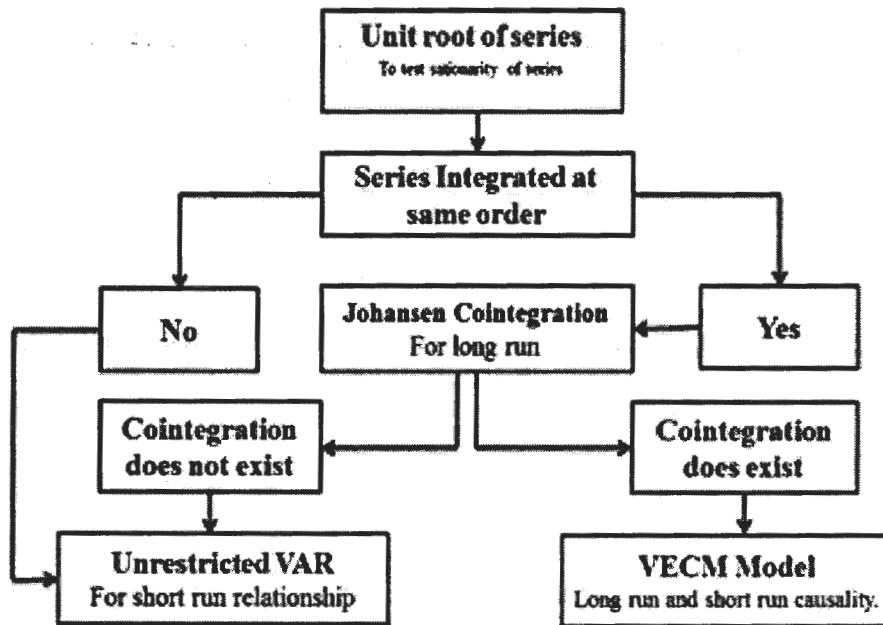 Unit root of series
To test sationarity of series
Series Integrated at
same order
No
Johansen Cointegration
For long run
Yes
Cointegration
does not exist
Cointegration
does exist
Unrestricted VAR
For short run relationship
VECM Model
Long run and short run causality.